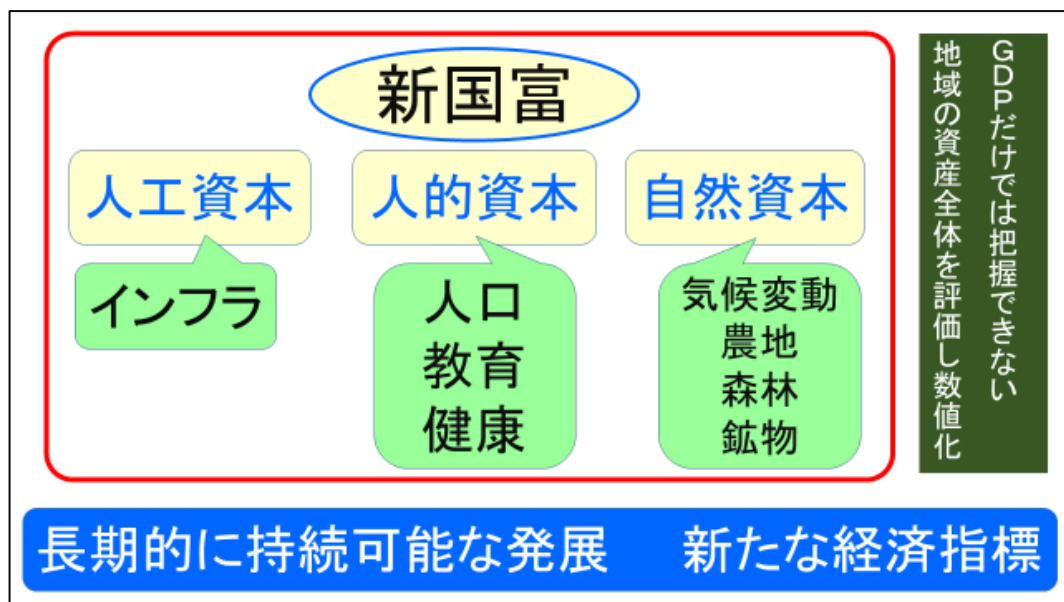 新国富
人工資本
インフラ
人的資本
人口
教育
健康
自然資本
気候変動
農地
森林
鉱物
GDPだけでは把握できない
地域の資産全体を評価し数値化
長期的に持続可能な発展　新たな経済指標